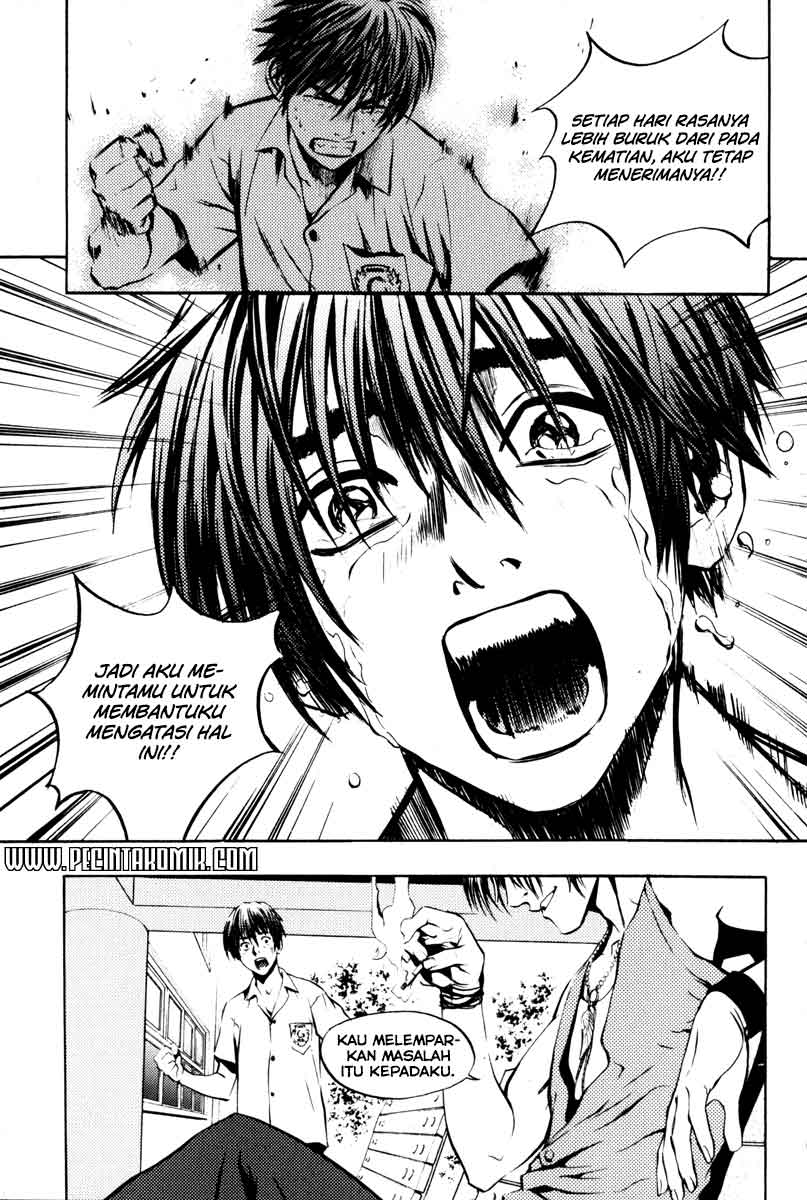 SETIAP HARI RASANYA
LEBIH BURUK DARI PADA
KEMATIAN, AKU TETAP
MENERIMANYA!!
JADI AKU ME-
MINTAMU UNTUK
MEMBANTUKU
MENGATASI HAL
INI!!
WWW.PECINTAKOMIK.COM
KAU MELEMPAR-
KAN MASALAH
ITU KEPADAKU.